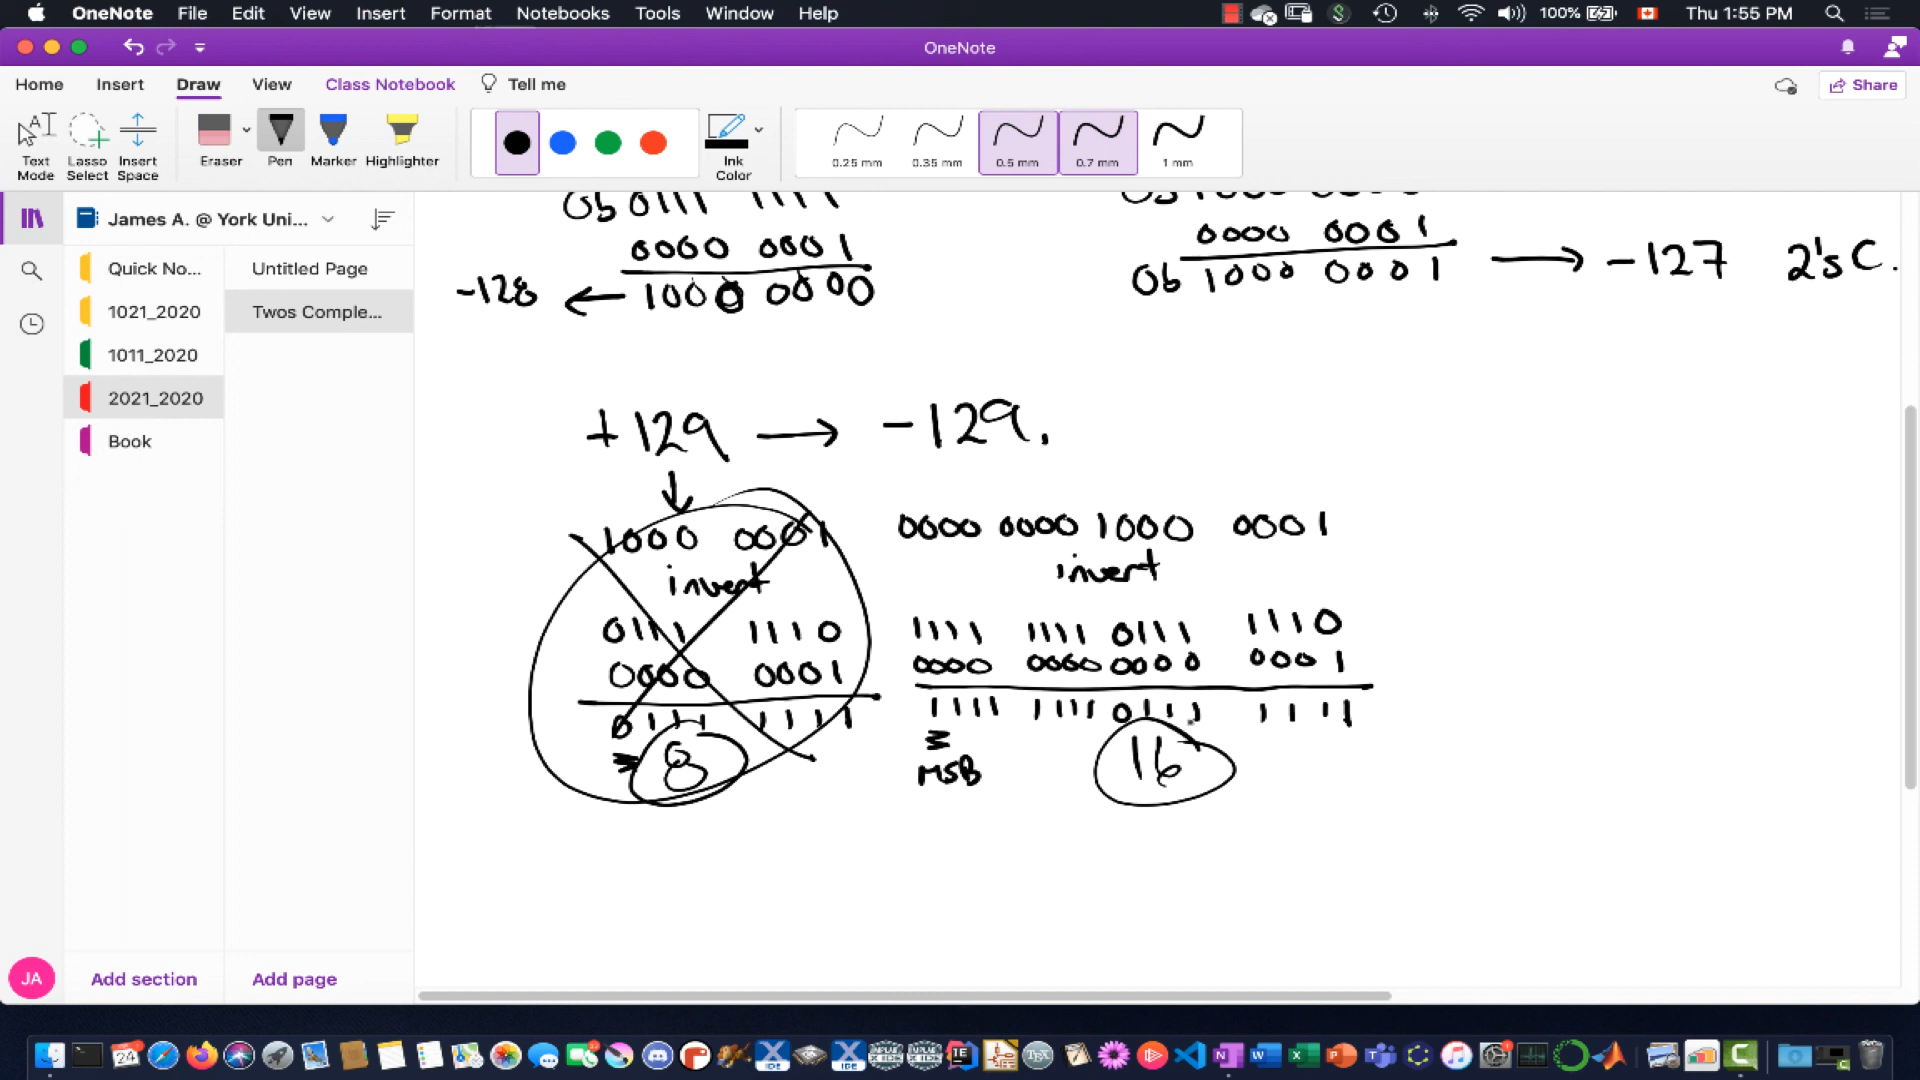 OneNote File Edit View Insert Format Notebooks Tools Window Help 100% Thu 1:55 PM
OneNote
Home Insert Draw View Class Notebook Tell me Share
Text Mode
Lasso Select
Insert Space
Eraser
Pen
Marker
Highlighter
Ink Color
0.25 mm 0.35 mm 0.5 mm 0.7 mm 1 mm
James A. @ York Uni...
Quick No...
1021_2020
1011_2020
2021_2020
Book
Untitled Page
Twos Comple...
0b 0111 1111
0000 0001
-128 ← 1000 0000
0000 0001
0b 1000 0001 → -127 2's C.
+129 → -129.
↓
1000 0001
invert
0111 1110
0000 0001
0111 1111
8
0000 0000 1000 0001
invert
1111 1111 0111 1110
0000 0000 0000 0001
1111 1111 0111 1111
MSB
16
JA
Add section
Add page
24